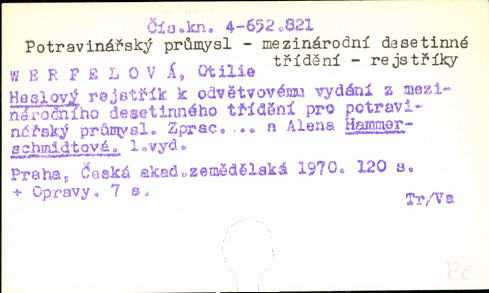 Čís.kn. 4-652.821
Potravinářský průmysl - mezinárodní desetinné
třídění - rejstříky
WERFELOVÁ, Otilie
Heslový rejstřík k odvětvovému vydání z mezi-
národního desetinného třídění pro potravi-
nářský průmysl. Zprac. ... a Alena Hammer-
schmidtová. 1.vyd.
Praha, Česká akad.zemědělská 1970. 120 s.
+ Opravy. 7 s.
Tr/Va